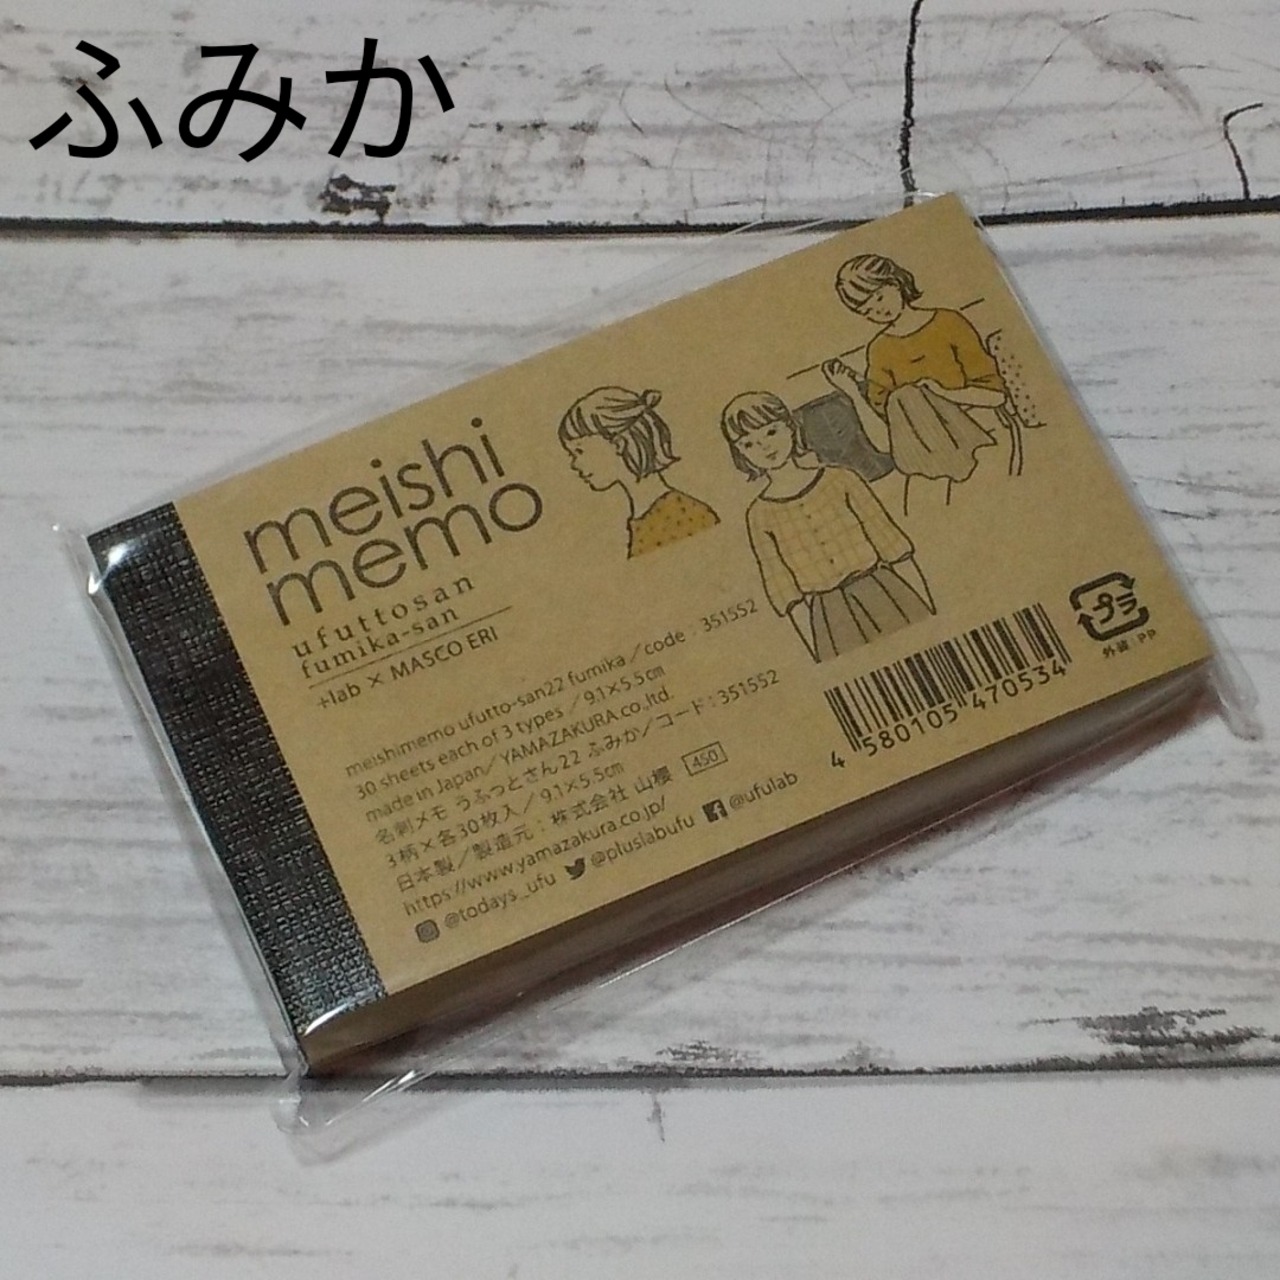 ふみか
meishi
memo
ufuttosan
fumika-san
+lab × MASCO ERI
meishimemo ufutto-san22 fumika／code : 351552
30 sheets each of 3 types／9.1×5.5cm
made in Japan／YAMAZAKURA.co.,ltd.
名刺メモ うふっとさん22 ふみか／コード：351552
3柄×各30枚入／9.1×5.5cm
日本製／製造元：株式会社 山櫻 450
https://www.yamazakura.co.jp/
@todays_ufu @pluslabufu @ufulab
4 580105 470534
プラ
外装:PP